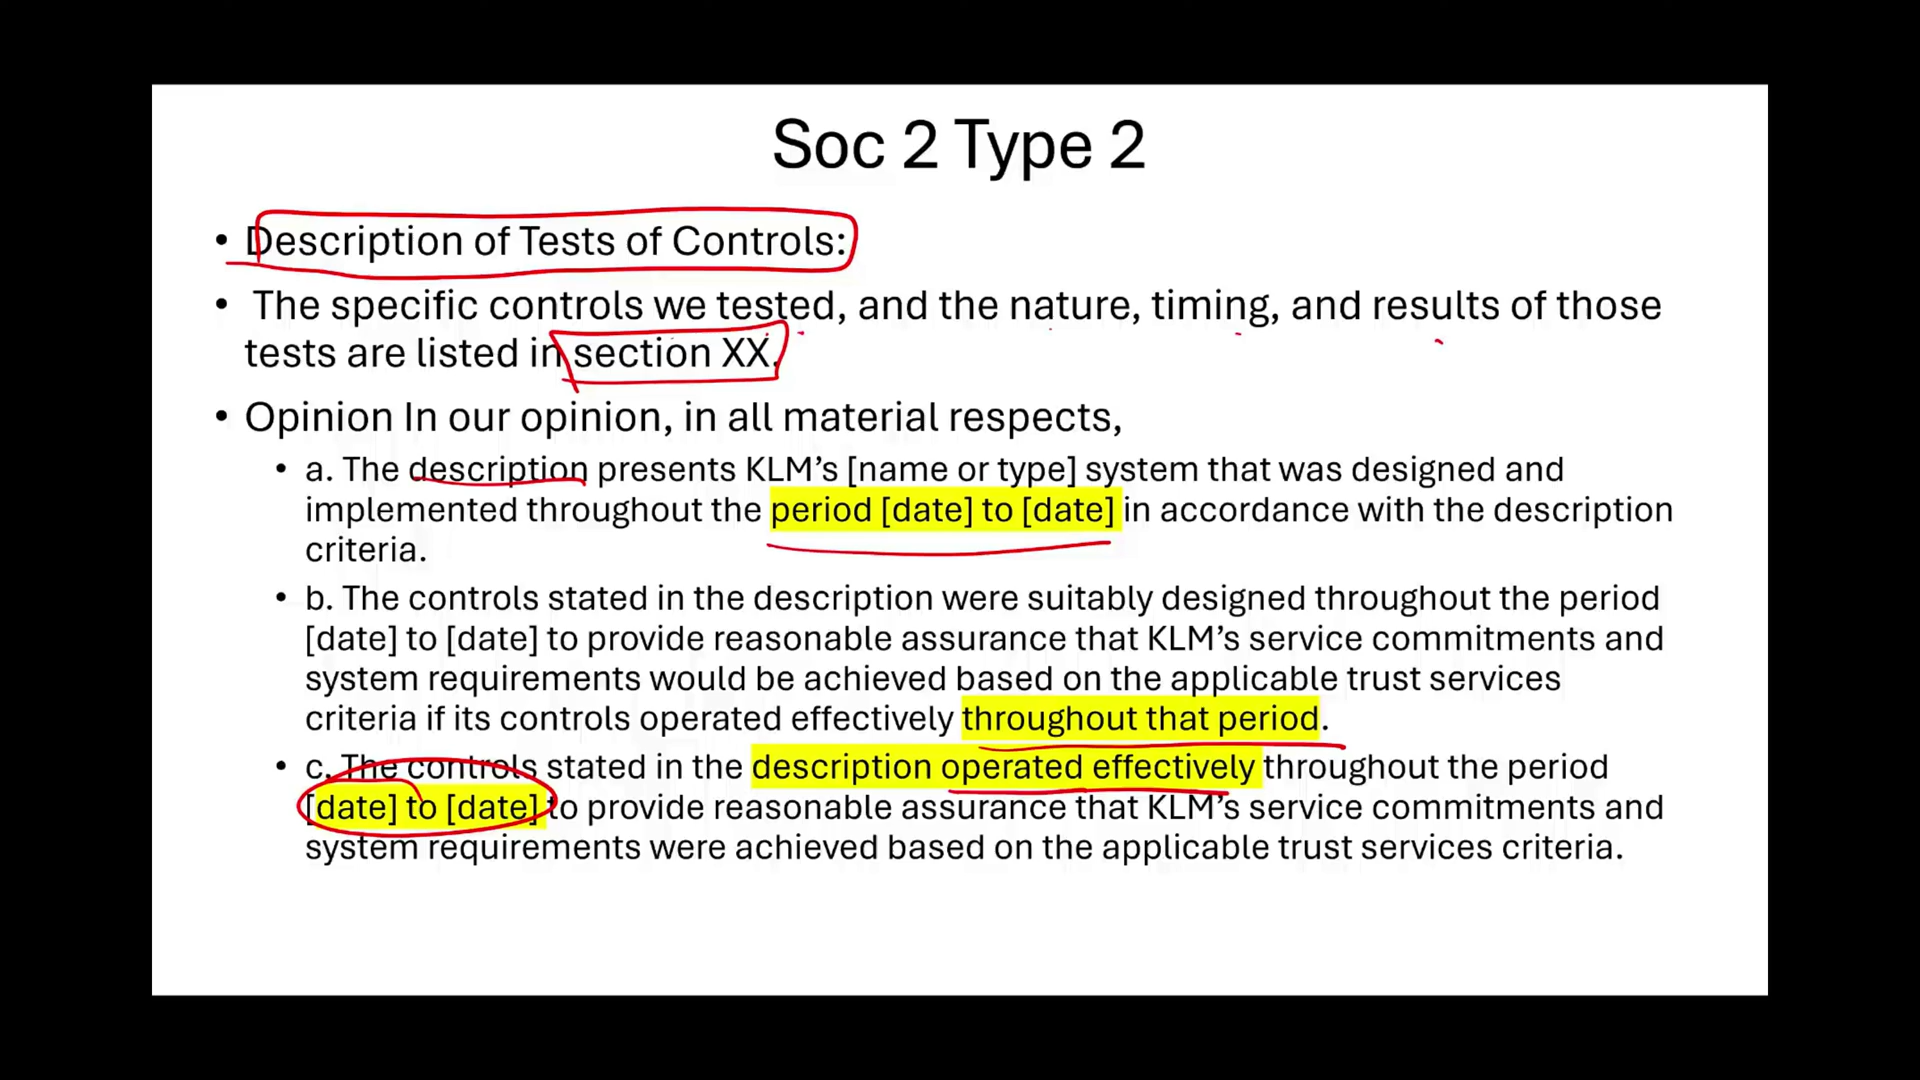 Soc 2 Type 2
• Description of Tests of Controls:
• The specific controls we tested, and the nature, timing, and results of those
tests are listed in section XX.
• Opinion In our opinion, in all material respects,
• a. The description presents KLM’s [name or type] system that was designed and
implemented throughout the period [date] to [date] in accordance with the description
criteria.
• b. The controls stated in the description were suitably designed throughout the period
[date] to [date] to provide reasonable assurance that KLM’s service commitments and
system requirements would be achieved based on the applicable trust services
criteria if its controls operated effectively throughout that period.
• c. The controls stated in the description operated effectively throughout the period
[date] to [date] to provide reasonable assurance that KLM’s service commitments and
system requirements were achieved based on the applicable trust services criteria.